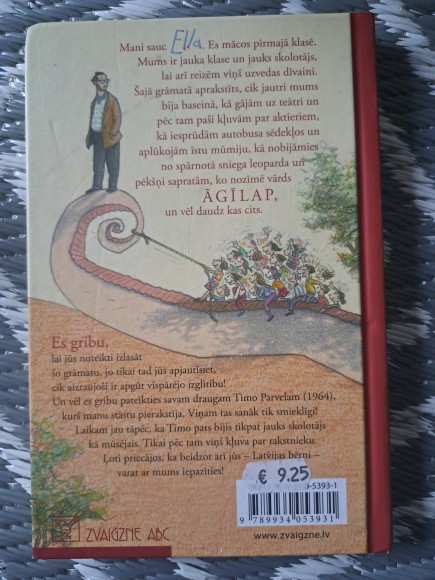 Mani sauc Ella. Es mācos pirmajā klasē.
Mums ir jauka klase un jauks skolotājs,
lai arī reizēm viņš uzvedas dīvaini.
Šajā grāmatā aprakstīts, cik jautri mums
bija baseinā, kā gājām uz teātri un
pēc tam paši kļuvām par aktieriem,
kā iesprūdām autobusa sēdekļos un
aplūkojām īstu mūmiju, kā nobijāmies
no spārnotā sniega leoparda un
pēkšņi sapratām, ko nozīmē vārds
ĀGĪLAP,
un vēl daudz kas cits.
Es gribu,
lai jūs noteikti izlasāt
šo grāmatu, jo tikai tad jūs apjautīsiet,
cik aizraujoši ir apgūt vispārējo izglītību!
Un vēl es gribu pateikties savam draugam Timo Parvelam (1964),
kurš manu stāstu pierakstīja. Viņam tas sanāk tik smieklīgi!
Laikam jau tāpēc, ka Timo pats bijis tikpat jauks skolotājs
kā mūsējais. Tikai pēc tam viņš kļuva par rakstnieku.
Ļoti priecājos, ka beidzot arī jūs – Latvijas bērni –
varat ar mums iepazīties!
€ 9.25
-5393-1
9 789934 053931
www.zvaigzne.lv
ZVAIGZNE ABC